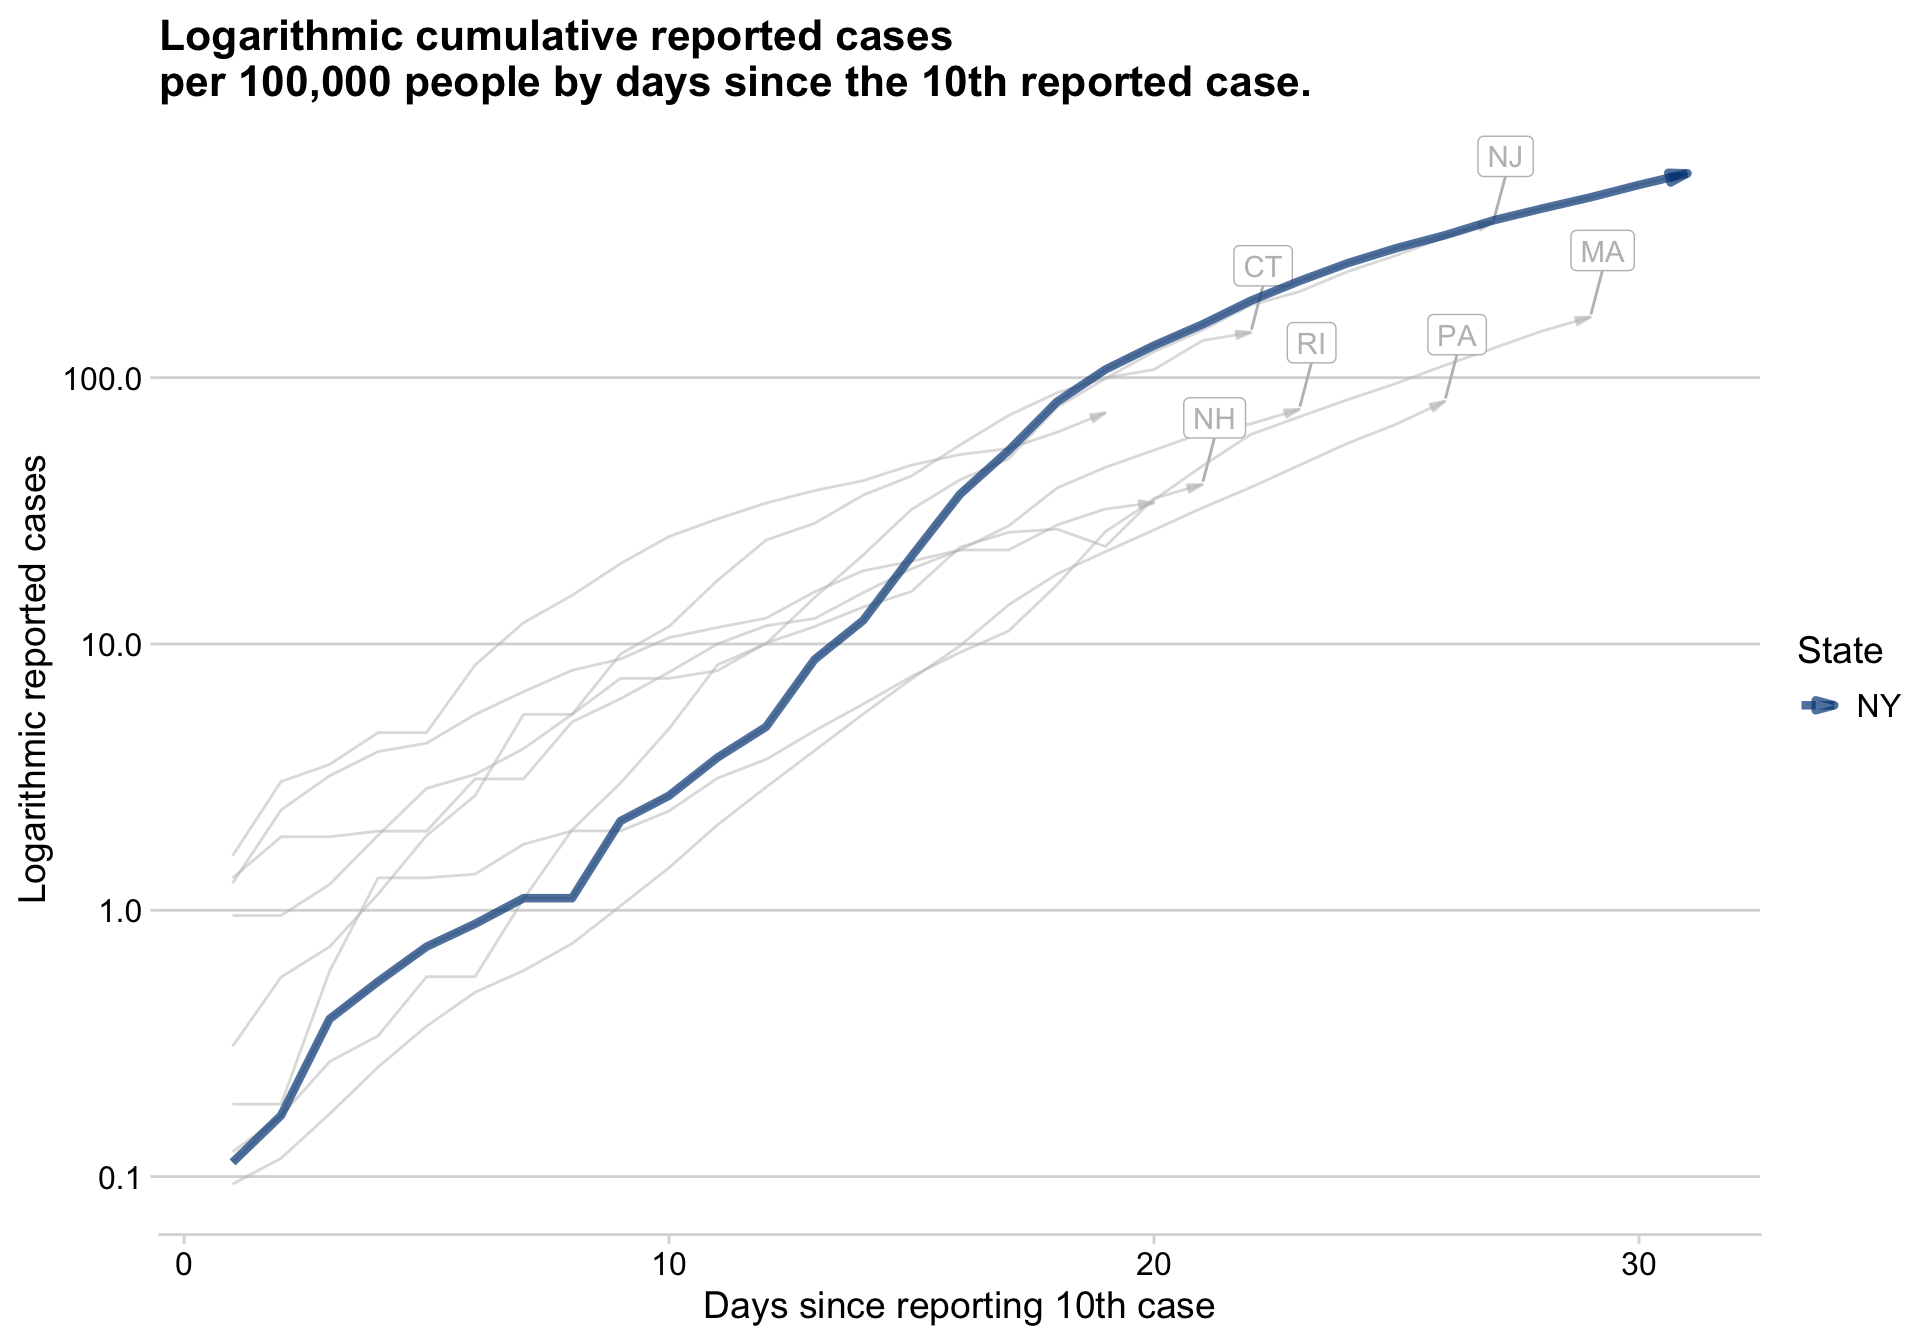 Logarithmic cumulative reported cases
per 100,000 people by days since the 10th reported case.
NJ
MA
CT
PA
RI
NH
100.0
10.0
1.0
0.1
Logarithmic reported cases
State
NY
0
10
20
30
Days since reporting 10th case